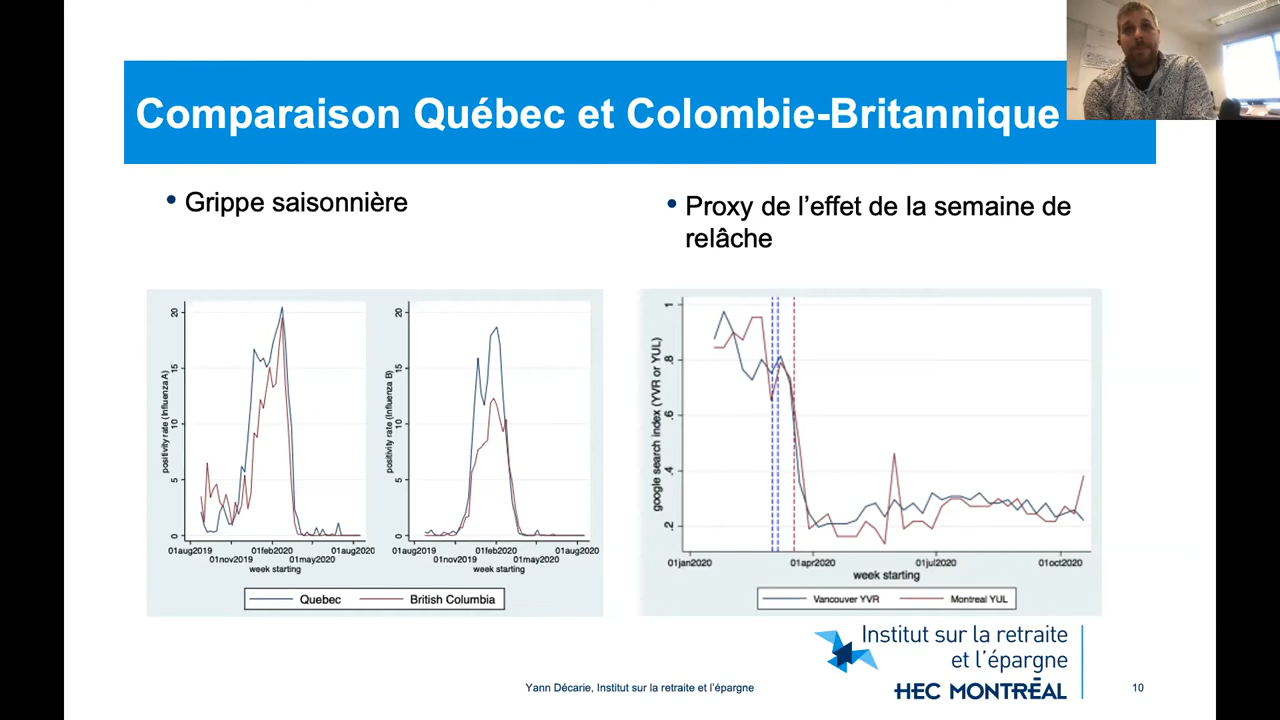 Comparaison Québec et Colombie-Britannique
• Grippe saisonnière
• Proxy de l'effet de la semaine de
relâche
positivity rate (Influenza A)
20
15
10
5
0
01aug2019
01nov2019
01feb2020
01may2020
01aug2020
week starting
positivity rate (Influenza B)
20
15
10
5
0
01aug2019
01nov2019
01feb2020
01may2020
01aug2020
week starting
Quebec
British Columbia
google search index (YVR or YUL)
1
.8
.6
.4
.2
01jan2020
01apr2020
01jul2020
01oct2020
week starting
Vancouver YVR
Montreal YUL
Institut sur la retraite
et l'épargne
HEC MONTRĒAL
Yann Décarie, Institut sur la retraite et l'épargne
10